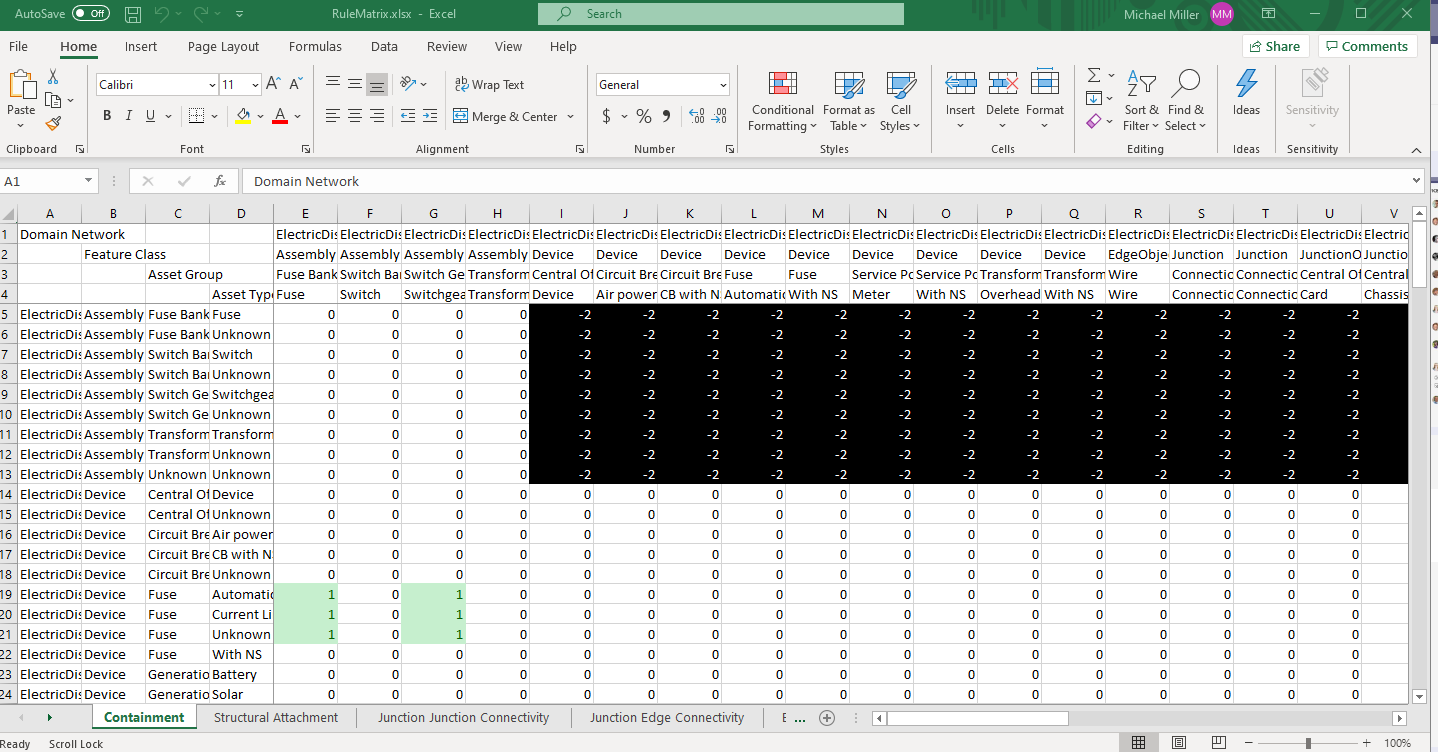 AutoSave Off RuleMatrix.xlsx - Excel Search Michael Miller MM
File Home Insert Page Layout Formulas Data Review View Help Share Comments
Calibri 11 A A ab Wrap Text General
Paste B I U A Merge & Center $ % , Conditional Formatting Format as Table Cell Styles Insert Delete Format Sort & Filter Find & Select Ideas Sensitivity
Clipboard Font Alignment Number Styles Cells Editing Ideas Sensitivity
A1 fx Domain Network
A B C D E F G H I J K L M N O P Q R S T U V
1 Domain Network ElectricDis ElectricDis ElectricDis ElectricDis ElectricDis ElectricDis ElectricDis ElectricDis ElectricDis ElectricDis ElectricDis ElectricDis ElectricDis ElectricDis ElectricDis ElectricDis ElectricDis Electric
2 Feature Class Assembly Assembly Assembly Assembly Device Device Device Device Device Device Device Device Device EdgeObje Junction Junction JunctionO Junctio
3 Asset Group Fuse Bank Switch Ba Switch Ge Transform Central Of Circuit Bre Circuit Bre Fuse Fuse Service Po Service Po Transform Transform Wire Connectic Connectic Central Of Central
4 Asset Type Fuse Switch Switchgea Transform Device Air power CB with N Automatic With NS Meter With NS Overhead With NS Wire Connectic Connectic Card Chassis
5 ElectricDis Assembly Fuse Bank Fuse 0 0 0 0 -2 -2 -2 -2 -2 -2 -2 -2 -2 -2 -2 -2 -2
6 ElectricDis Assembly Fuse Bank Unknown 0 0 0 0 -2 -2 -2 -2 -2 -2 -2 -2 -2 -2 -2 -2 -2
7 ElectricDis Assembly Switch Ba Switch 0 0 0 0 -2 -2 -2 -2 -2 -2 -2 -2 -2 -2 -2 -2 -2
8 ElectricDis Assembly Switch Ba Unknown 0 0 0 0 -2 -2 -2 -2 -2 -2 -2 -2 -2 -2 -2 -2 -2
9 ElectricDis Assembly Switch Ge Switchgea 0 0 0 0 -2 -2 -2 -2 -2 -2 -2 -2 -2 -2 -2 -2 -2
10 ElectricDis Assembly Switch Ge Unknown 0 0 0 0 -2 -2 -2 -2 -2 -2 -2 -2 -2 -2 -2 -2 -2
11 ElectricDis Assembly Transform Transform 0 0 0 0 -2 -2 -2 -2 -2 -2 -2 -2 -2 -2 -2 -2 -2
12 ElectricDis Assembly Transform Unknown 0 0 0 0 -2 -2 -2 -2 -2 -2 -2 -2 -2 -2 -2 -2 -2
13 ElectricDis Assembly Unknown Unknown 0 0 0 0 -2 -2 -2 -2 -2 -2 -2 -2 -2 -2 -2 -2 -2
14 ElectricDis Device Central Of Device 0 0 0 0 0 0 0 0 0 0 0 0 0 0 0 0 0
15 ElectricDis Device Central Of Unknown 0 0 0 0 0 0 0 0 0 0 0 0 0 0 0 0 0
16 ElectricDis Device Circuit Bre Air power 0 0 0 0 0 0 0 0 0 0 0 0 0 0 0 0 0
17 ElectricDis Device Circuit Bre CB with N 0 0 0 0 0 0 0 0 0 0 0 0 0 0 0 0 0
18 ElectricDis Device Circuit Bre Unknown 0 0 0 0 0 0 0 0 0 0 0 0 0 0 0 0 0
19 ElectricDis Device Fuse Automatic 1 0 1 0 0 0 0 0 0 0 0 0 0 0 0 0 0
20 ElectricDis Device Fuse Current Li 1 0 1 0 0 0 0 0 0 0 0 0 0 0 0 0 0
21 ElectricDis Device Fuse Unknown 1 0 1 0 0 0 0 0 0 0 0 0 0 0 0 0 0
22 ElectricDis Device Fuse With NS 0 0 0 0 0 0 0 0 0 0 0 0 0 0 0 0 0
23 ElectricDis Device Generatio Battery 0 0 0 0 0 0 0 0 0 0 0 0 0 0 0 0 0
24 ElectricDis Device Generatio Solar 0 0 0 0 0 0 0 0 0 0 0 0 0 0 0 0 0
Containment Structural Attachment Junction Junction Connectivity Junction Edge Connectivity E ...
Ready Scroll Lock 100%